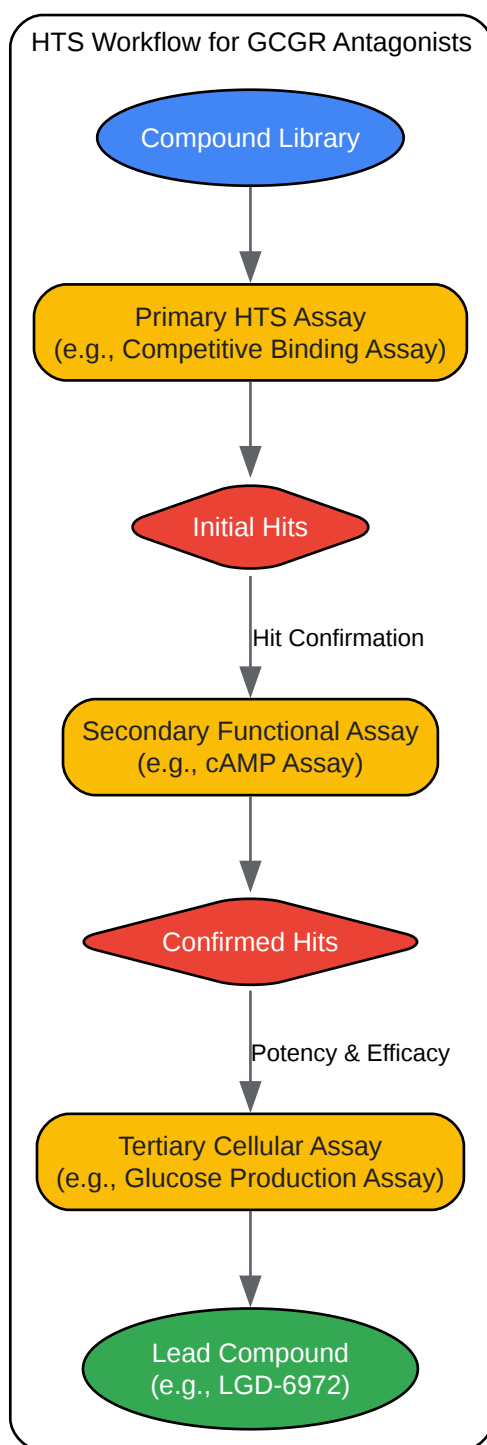 HTS Workflow for GCGR Antagonists
Compound Library
Primary HTS Assay
(e.g., Competitive Binding Assay)
Initial Hits
Hit Confirmation
Secondary Functional Assay
(e.g., cAMP Assay)
Confirmed Hits
Potency & Efficacy
Tertiary Cellular Assay
(e.g., Glucose Production Assay)
Lead Compound
(e.g., LGD-6972)